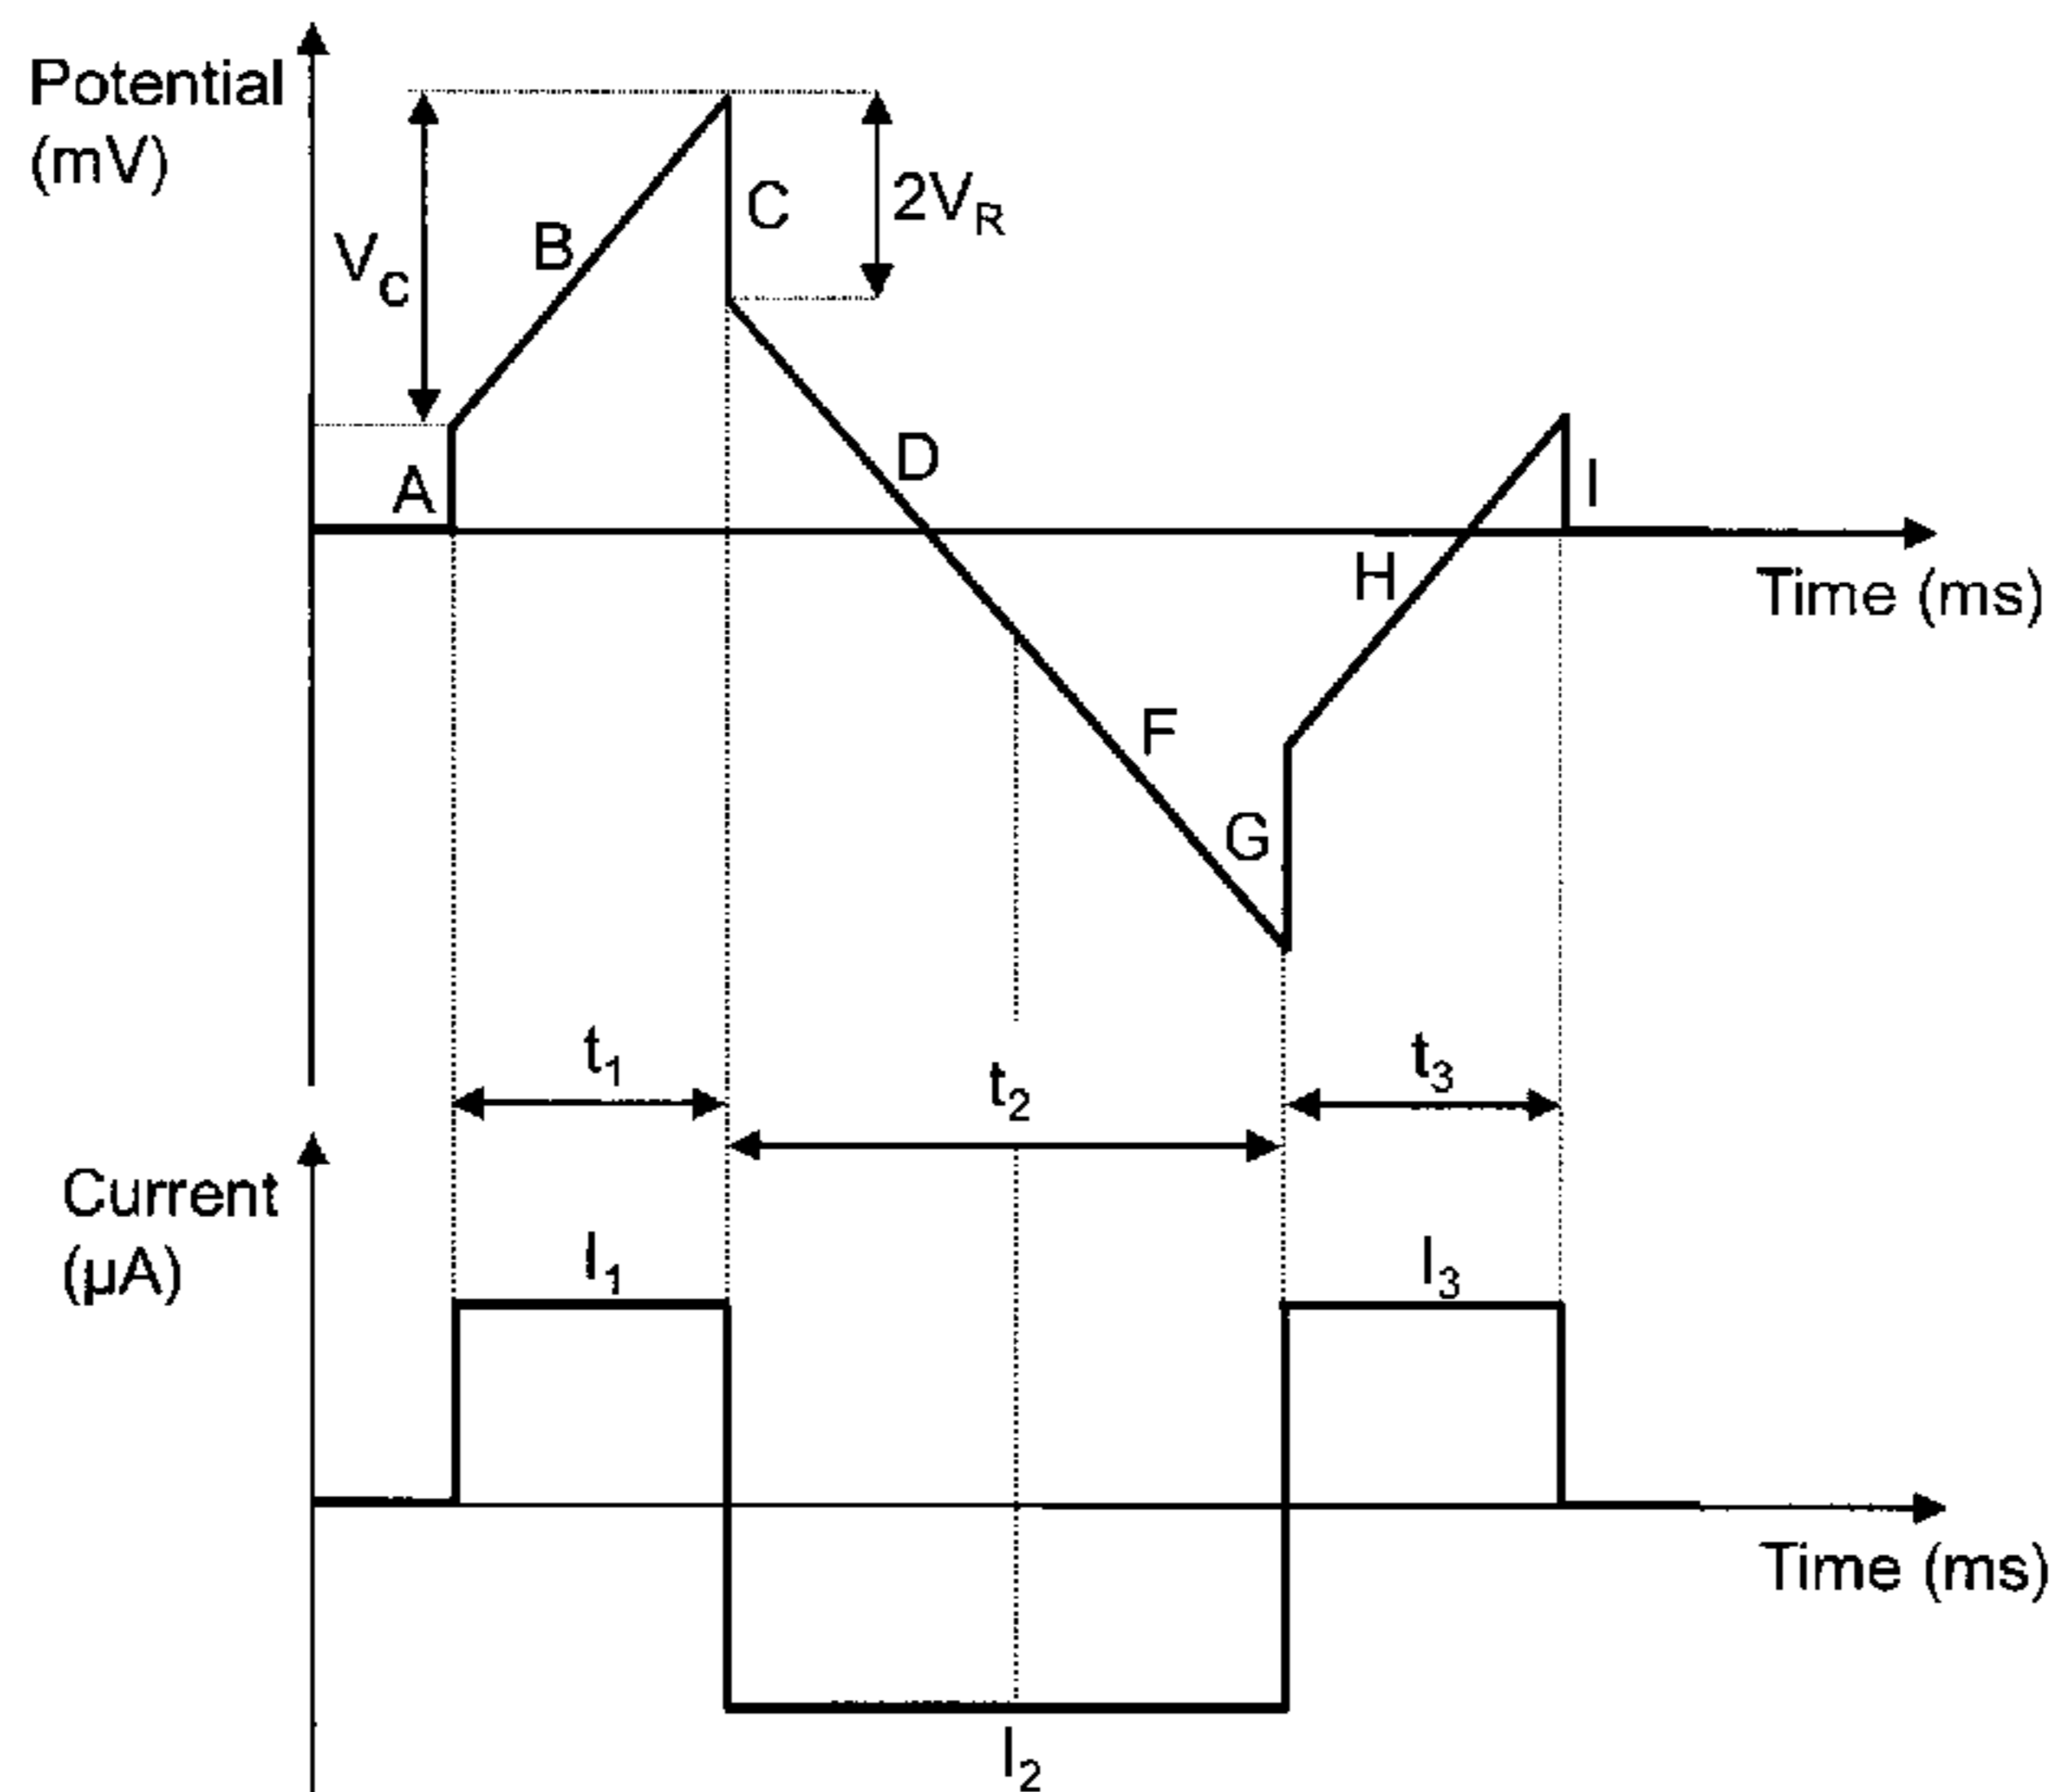 Potential
(mV)
V_C
B
C
2V_R
A
D
I
H
Time (ms)
F
G
t_1
t_2
t_3
Current
(µA)
I_1
I_3
Time (ms)
I_2